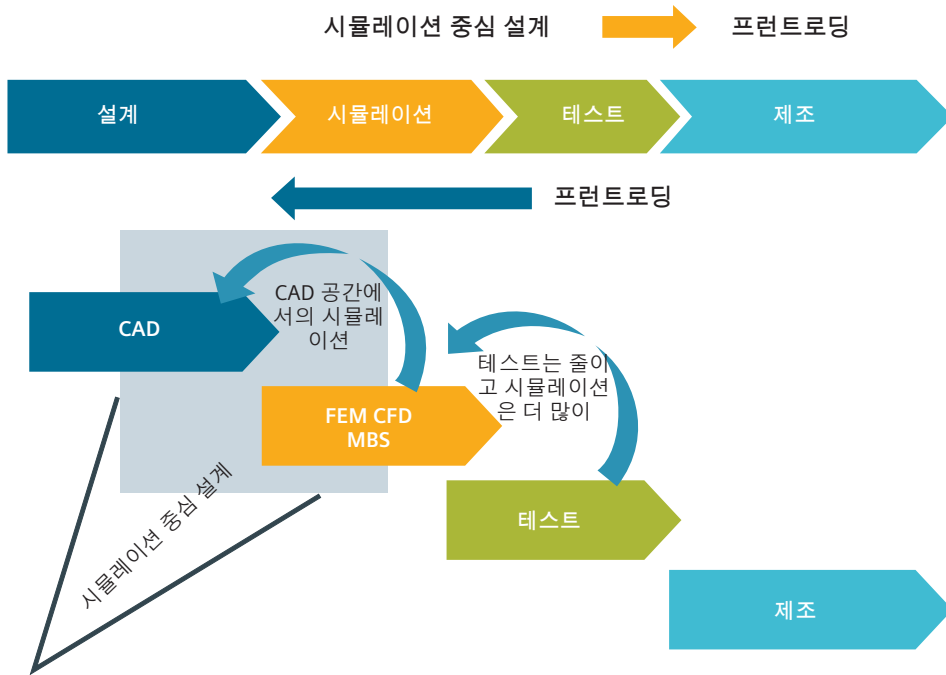 시뮬레이션 중심 설계
프런트로딩
설계
시뮬레이션
테스트
제조
프런트로딩
CAD 공간에
서의 시뮬레
이션
CAD
테스트는 줄이
고 시뮬레이션
은 더 많이
FEM CFD
MBS
시뮬레이션 중심 설계
테스트
제조